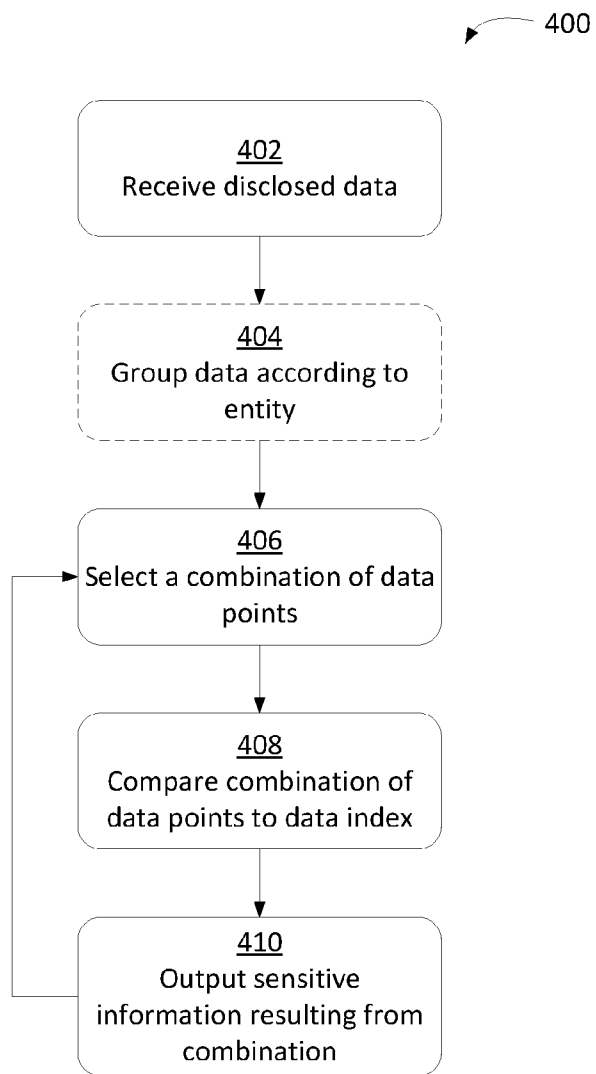 400
402
Receive disclosed data
404
Group data according to
entity
406
Select a combination of data
points
408
Compare combination of
data points to data index
410
Output sensitive
information resulting from
combination